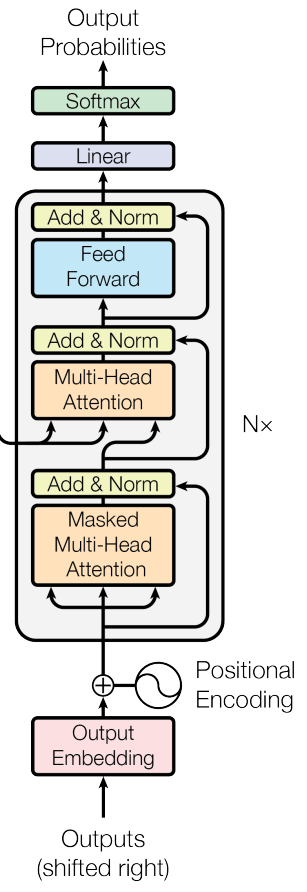 Output
Probabilities
Softmax
Linear
Add & Norm
Feed
Forward
Add & Norm
Multi-Head
Attention
N×
Add & Norm
Masked
Multi-Head
Attention
Positional
Encoding
Output
Embedding
Outputs
(shifted right)